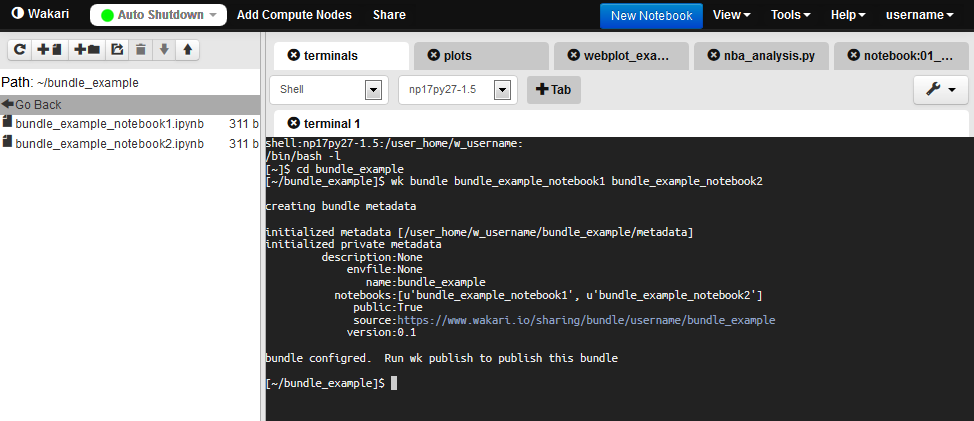 Wakari Auto Shutdown Add Compute Nodes Share New Notebook View Tools Help username
terminals plots webplot_exa... nba_analysis.py notebook:01_...
Path: ~/bundle_example
Shell np17py27-1.5 Tab
Go Back
bundle_example_notebook1.ipynb 311 b
bundle_example_notebook2.ipynb 311 b
terminal 1
shell:np17py27-1.5:/user_home/w_username:
/bin/bash -l
[~]$ cd bundle_example
[~/bundle_example]$ wk bundle bundle_example_notebook1 bundle_example_notebook2
creating bundle metadata
initialized metadata [/user_home/w_username/bundle_example/metadata]
initialized private metadata
description:None
envfile:None
name:bundle_example
notebooks:[u'bundle_example_notebook1', u'bundle_example_notebook2']
public:True
source:https://www.wakari.io/sharing/bundle/username/bundle_example
version:0.1
bundle configred.  Run wk publish to publish this bundle
[~/bundle_example]$